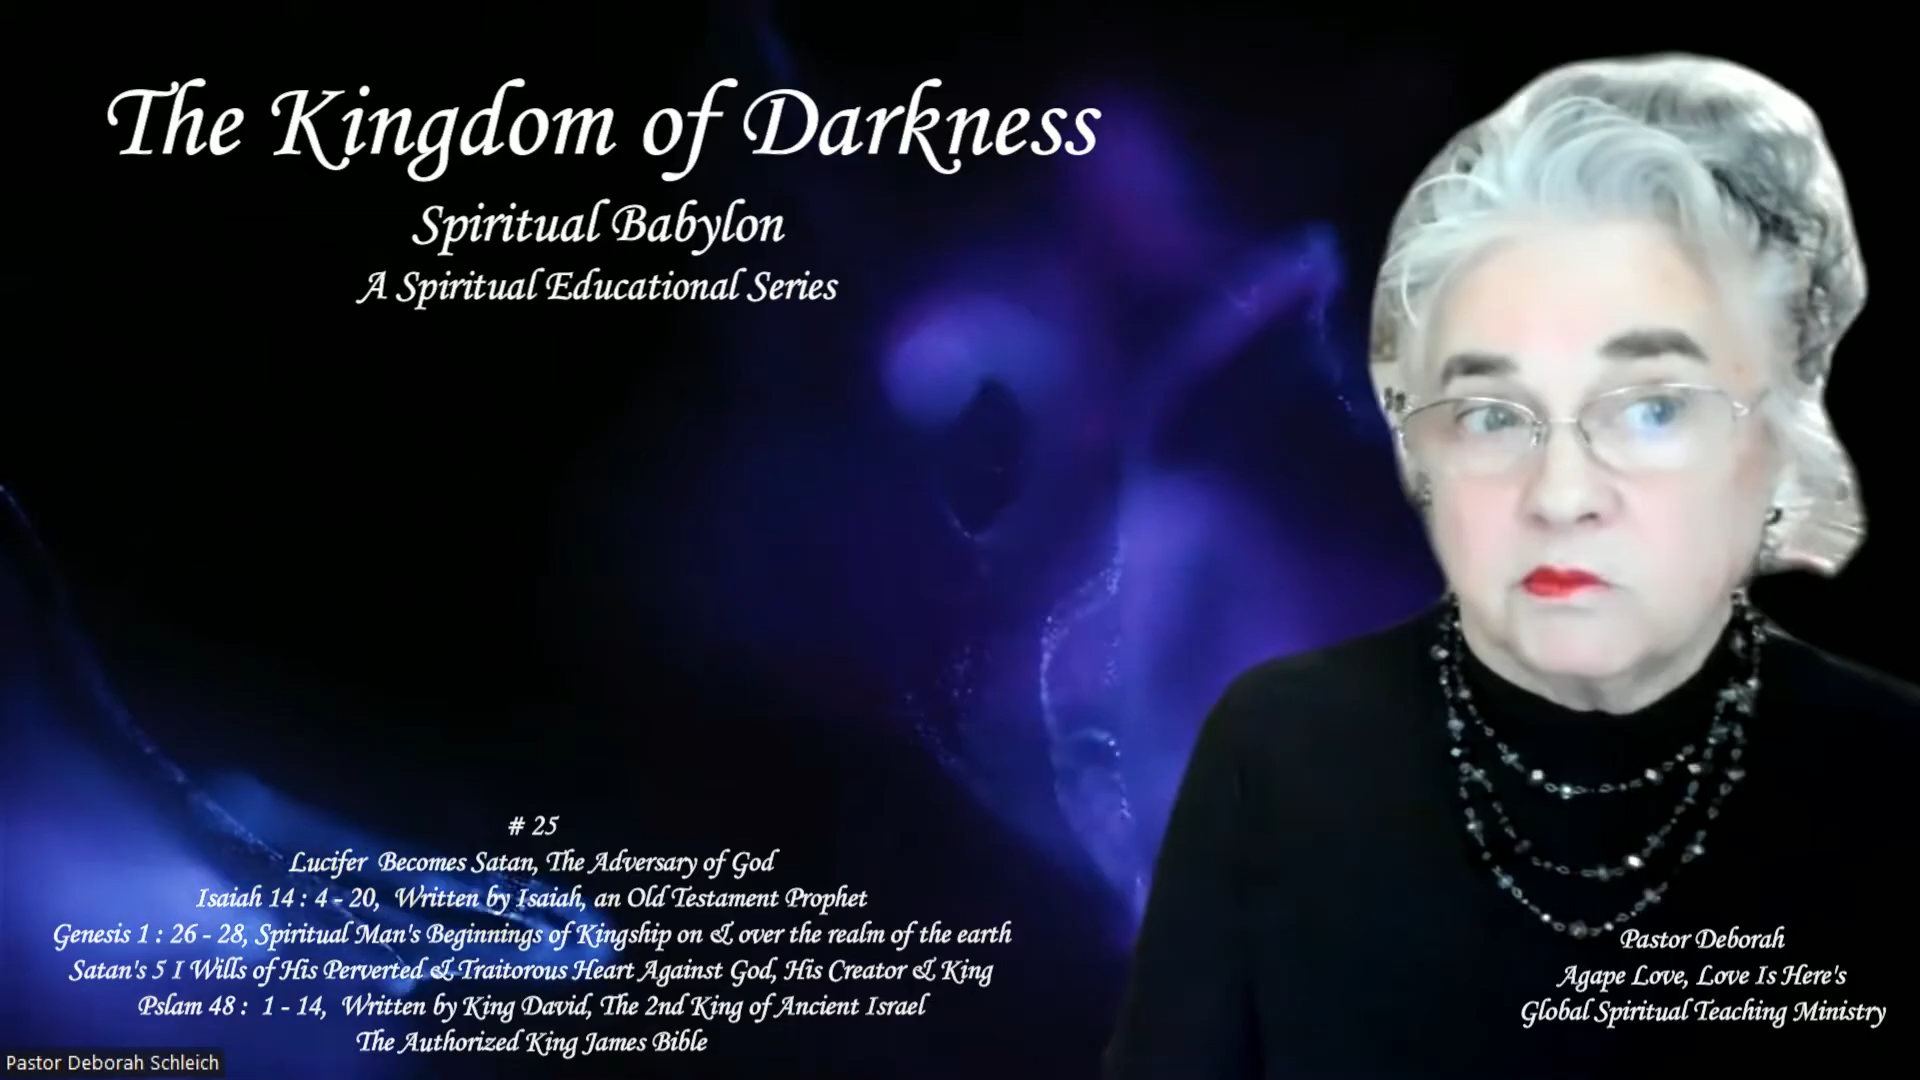 The Kingdom of Darkness
Spiritual Babylon
A Spiritual Educational Series
# 25
Lucifer Becomes Satan, The Adversary of God
Isaiah 14 : 4 - 20, Written by Isaiah, an Old Testament Prophet
Genesis 1 : 26 - 28, Spiritual Man's Beginnings of Kingship on & over the realm of the earth
Satan's 5 I Wills of His Perverted & Traitorous Heart Against God, His Creator & King
Pslam 48 : 1 - 14, Written by King David, The 2nd King of Ancient Israel
The Authorized King James Bible
Pastor Deborah
Agape Love, Love Is Here's
Global Spiritual Teaching Ministry
Pastor Deborah Schleich